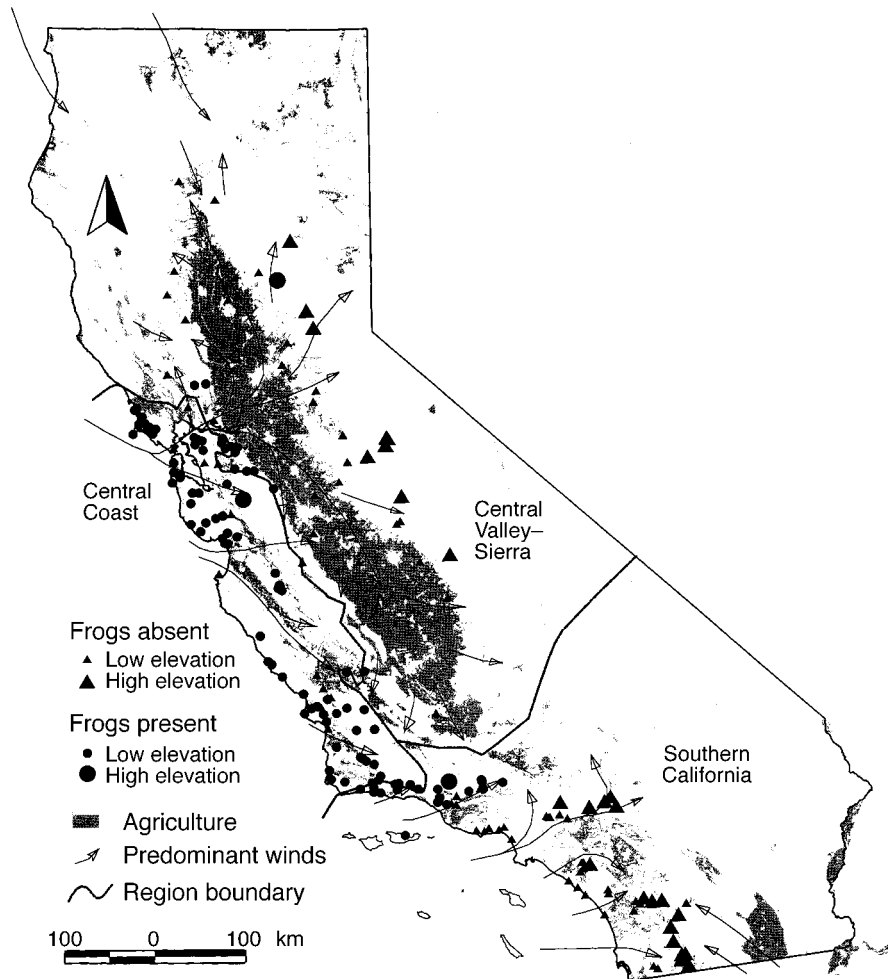 Central
Coast
Central
Valley–
Sierra
Frogs absent
Low elevation
High elevation
Frogs present
Low elevation
High elevation
Southern
California
Agriculture
Predominant winds
Region boundary
100 0 100 km